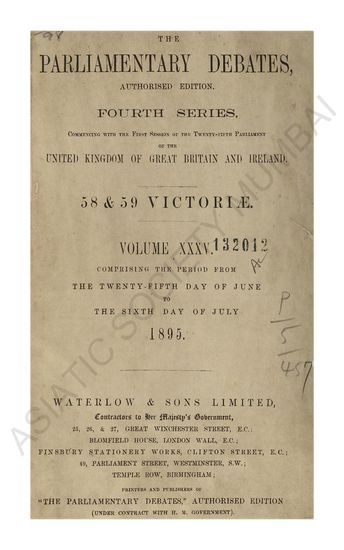 98
THE
PARLIAMENTARY DEBATES,
AUTHORISED EDITION.
FOURTH SERIES.
COMMENCING WITH THE FIRST SESSION OF THE TWENTY-SIXTH PARLIAMENT
OF THE
UNITED KINGDOM OF GREAT BRITAIN AND IRELAND.
58 & 59 VICTORIÆ.
VOLUME XXXV. 132012
COMPRISING THE PERIOD FROM
THE TWENTY-FIFTH DAY OF JUNE
TO
THE SIXTH DAY OF JULY
1895.
P/5/457
WATERLOW & SONS LIMITED,
Contractors to Her Majesty's Government,
25, 26, & 27, GREAT WINCHESTER STREET, E.C.;
BLOMFIELD HOUSE, LONDON WALL, E.C.;
FINSBURY STATIONERY WORKS, CLIFTON STREET, E.C.;
49, PARLIAMENT STREET, WESTMINSTER, S.W.;
TEMPLE ROW, BIRMINGHAM;
PRINTERS AND PUBLISHERS OF
"THE PARLIAMENTARY DEBATES," AUTHORISED EDITION
(UNDER CONTRACT WITH H. M. GOVERNMENT).
ASIATIC SOCIETY MUMBAI